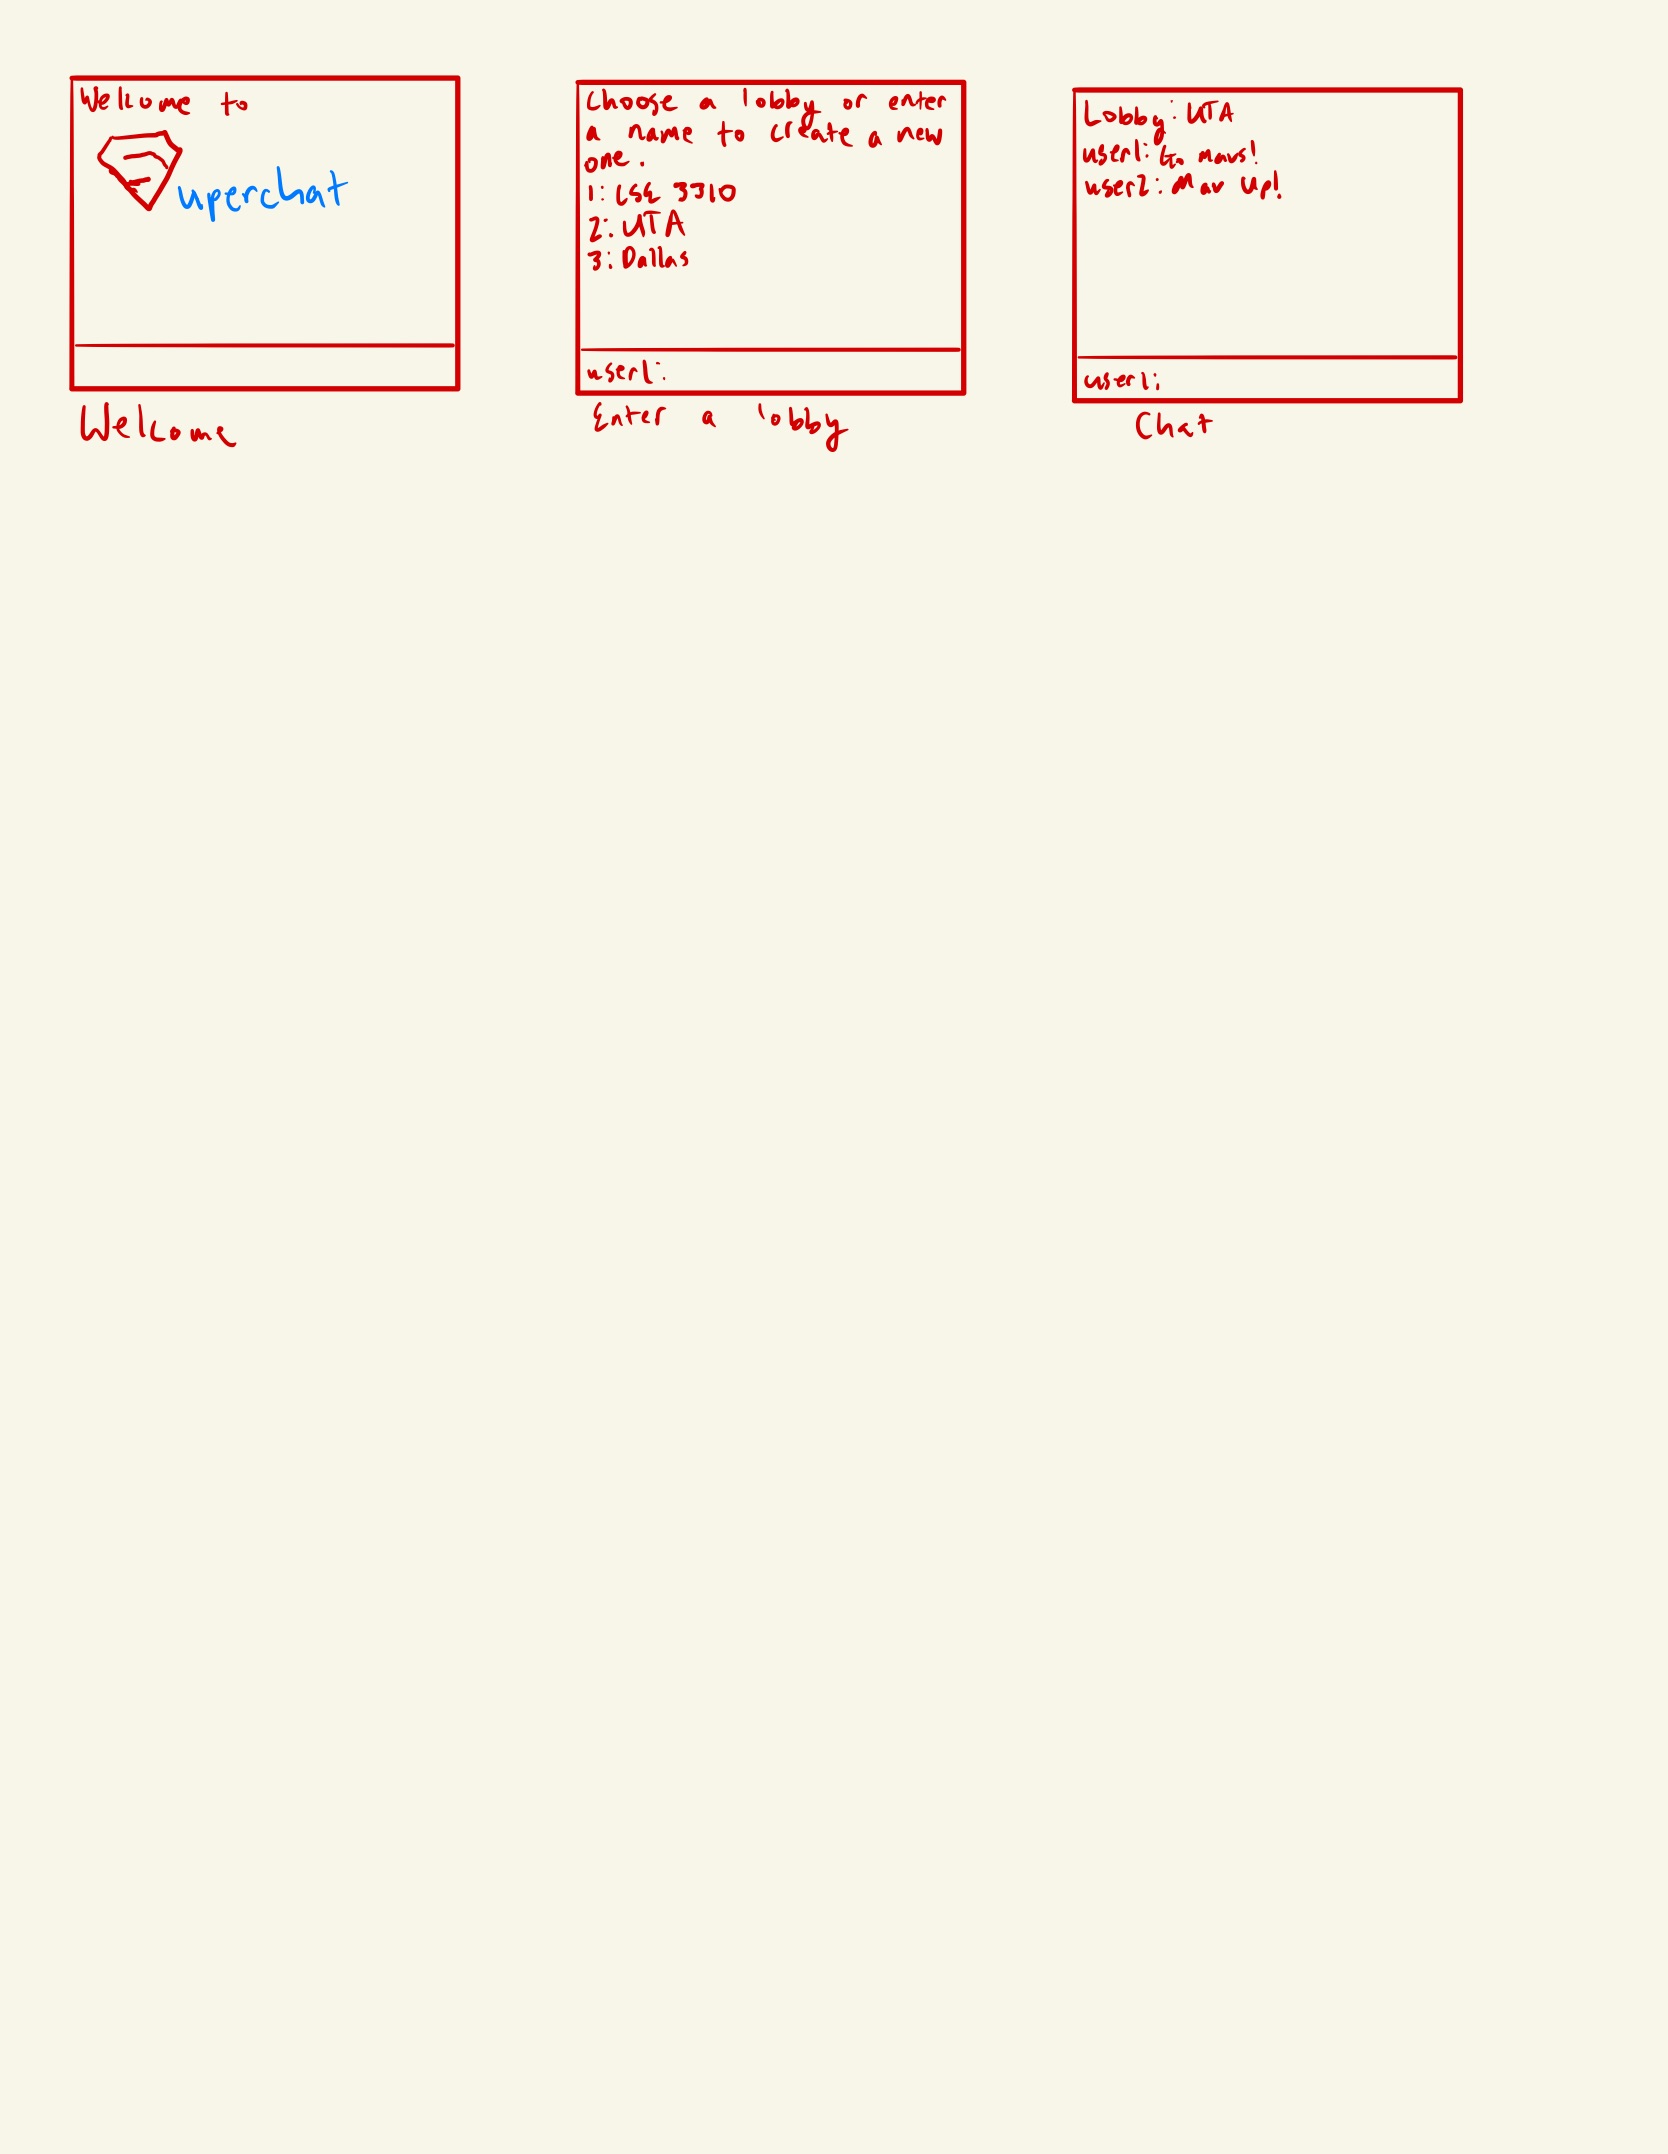 Welcome to
uperchat
Welcome
Choose a lobby or enter
a name to create a new
one.
1: CSE 3310
2: UTA
3: Dallas
user1:
Enter a lobby
Lobby: UTA
user1: Go mavs!
user2: Mav Up!
user1:
Chat